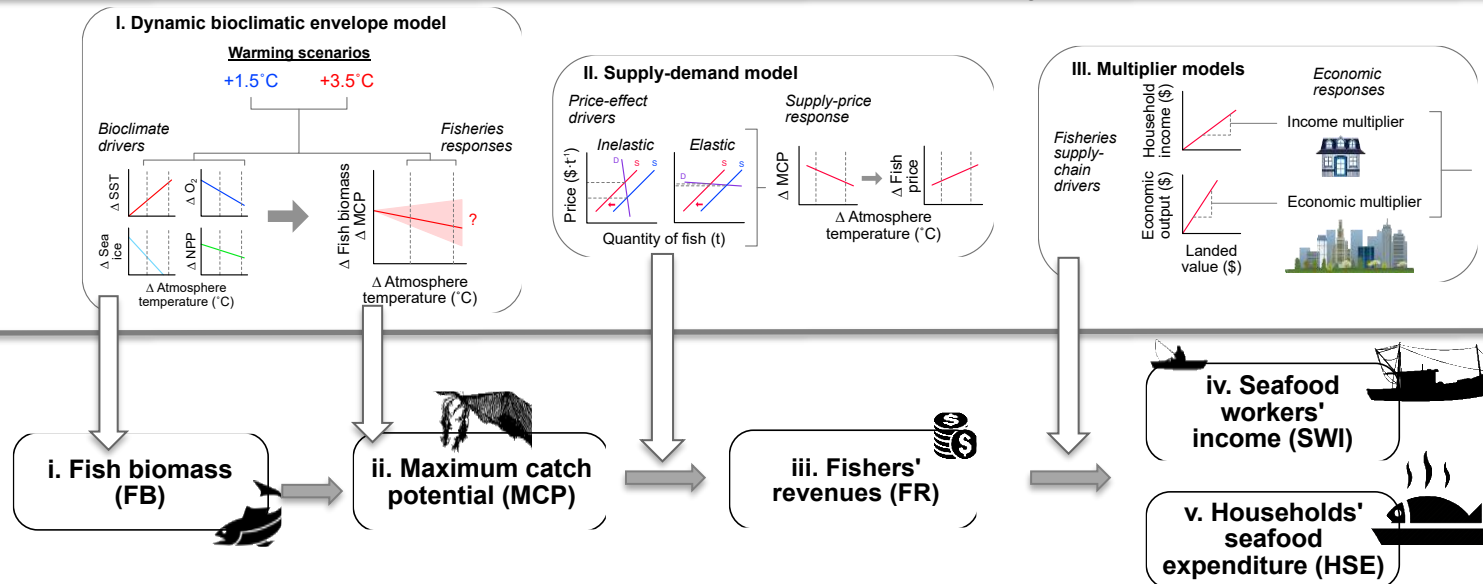 I. Dynamic bioclimatic envelope model
Warming scenarios
+1.5˚C
+3.5˚C
Bioclimate
drivers
Fisheries
responses
Δ SST
Δ O2
Δ Sea
ice
Δ NPP
Δ Atmosphere
temperature (˚C)
Δ Fish biomass
Δ MCP
?
Δ Atmosphere
temperature (˚C)
II. Supply-demand model
Price-effect
drivers
Supply-price
response
Inelastic
Elastic
D
S
S
D
S
S
Price ($·t-1)
Quantity of fish (t)
Δ MCP
Δ Fish
price
Δ Atmosphere
temperature (˚C)
III. Multiplier models
Economic
responses
Fisheries
supply-
chain
drivers
Household
income ($)
Income multiplier
Economic
output ($)
Economic multiplier
Landed
value ($)
i. Fish biomass
(FB)
ii. Maximum catch
potential (MCP)
iii. Fishers'
revenues (FR)
$
$
iv. Seafood
workers'
income (SWI)
v. Households'
seafood
expenditure (HSE)